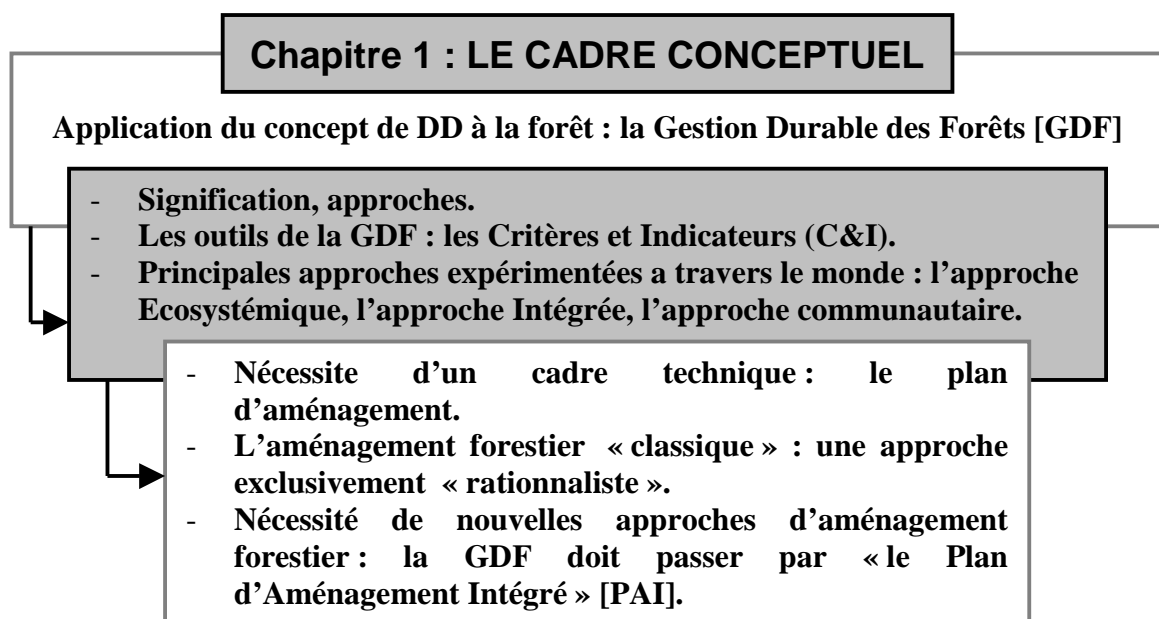 Chapitre 1 : LE CADRE CONCEPTUEL
Application du concept de DD à la forêt : la Gestion Durable des Forêts [GDF]
- Signification, approches.
- Les outils de la GDF : les Critères et Indicateurs (C&I).
- Principales approches expérimentées a travers le monde : l’approche
Ecosystémique, l’approche Intégrée, l’approche communautaire.
- Nécessite d’un cadre technique : le plan
d’aménagement.
- L’aménagement forestier « classique » : une approche
exclusivement « rationnaliste ».
- Nécessité de nouvelles approches d’aménagement
forestier : la GDF doit passer par « le Plan
d’Aménagement Intégré » [PAI].